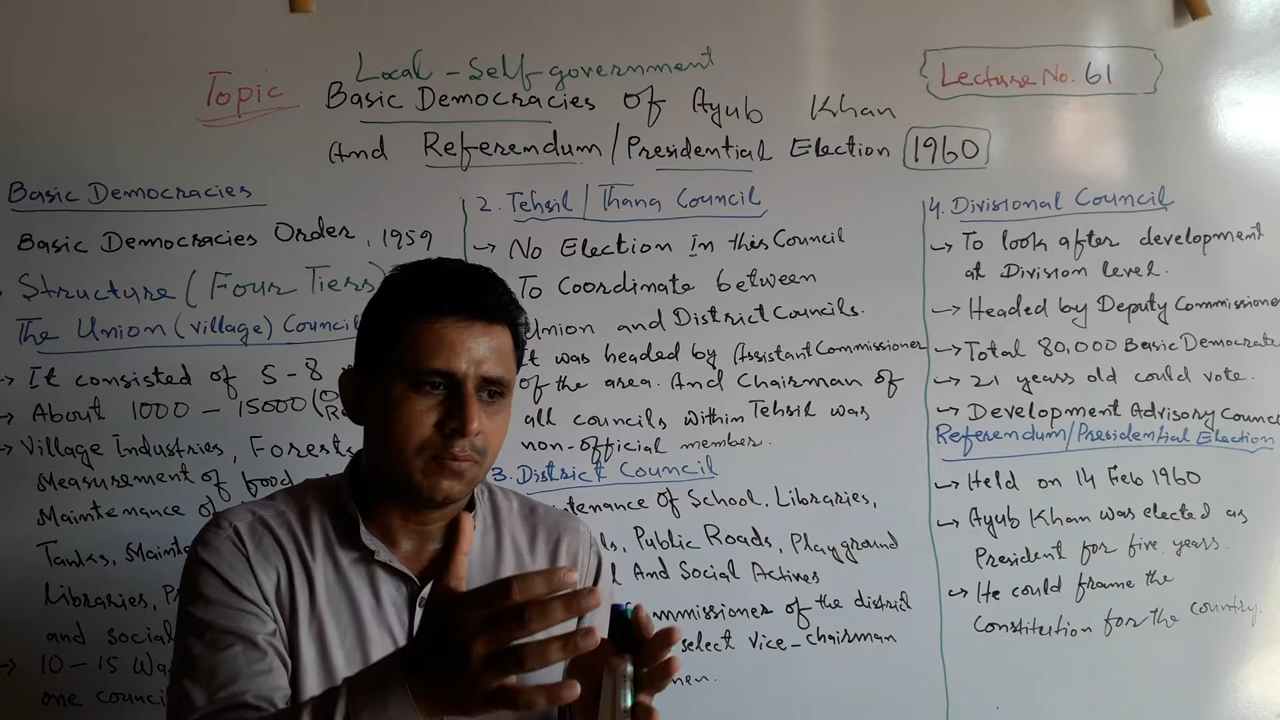 Local-Self-government
Topic Basic Democracies of Ayub Khan
And Referendum/Presidential Election 1960
Lecture No. 61
Basic Democracies
Basic Democracies Order, 1959
Structure (Four Tiers)
The Union (village) Council
→ It consisted of 5-8
→ About 1000-15000
→ Village Industries, Forests
Measurement of food
Maintenance of
Tanks,
Libraries,
and social
→ 10-15
one council
2. Tehsil/Thana Council
→ No Election In this Council
To Coordinate between
Union and District Councils.
It was headed by Assistant Commissioner
of the area. And Chairman of
all councils within Tehsil was
non-official member.
3. District Council
of School, Libraries,
Public Roads, Playground
And Social Actives
of the district
select vice-chairman
4. Divisional Council
→ To look after development
at Division level.
→ Headed by Deputy Commissioner
→ Total 80,000 Basic Democrats
→ 21 years old could vote.
→ Development Advisory Council
Referendum/Presidential Election
→ Held on 14 Feb 1960
→ Ayub Khan was elected as
President for five years.
→ He could frame the
Constitution for the country.